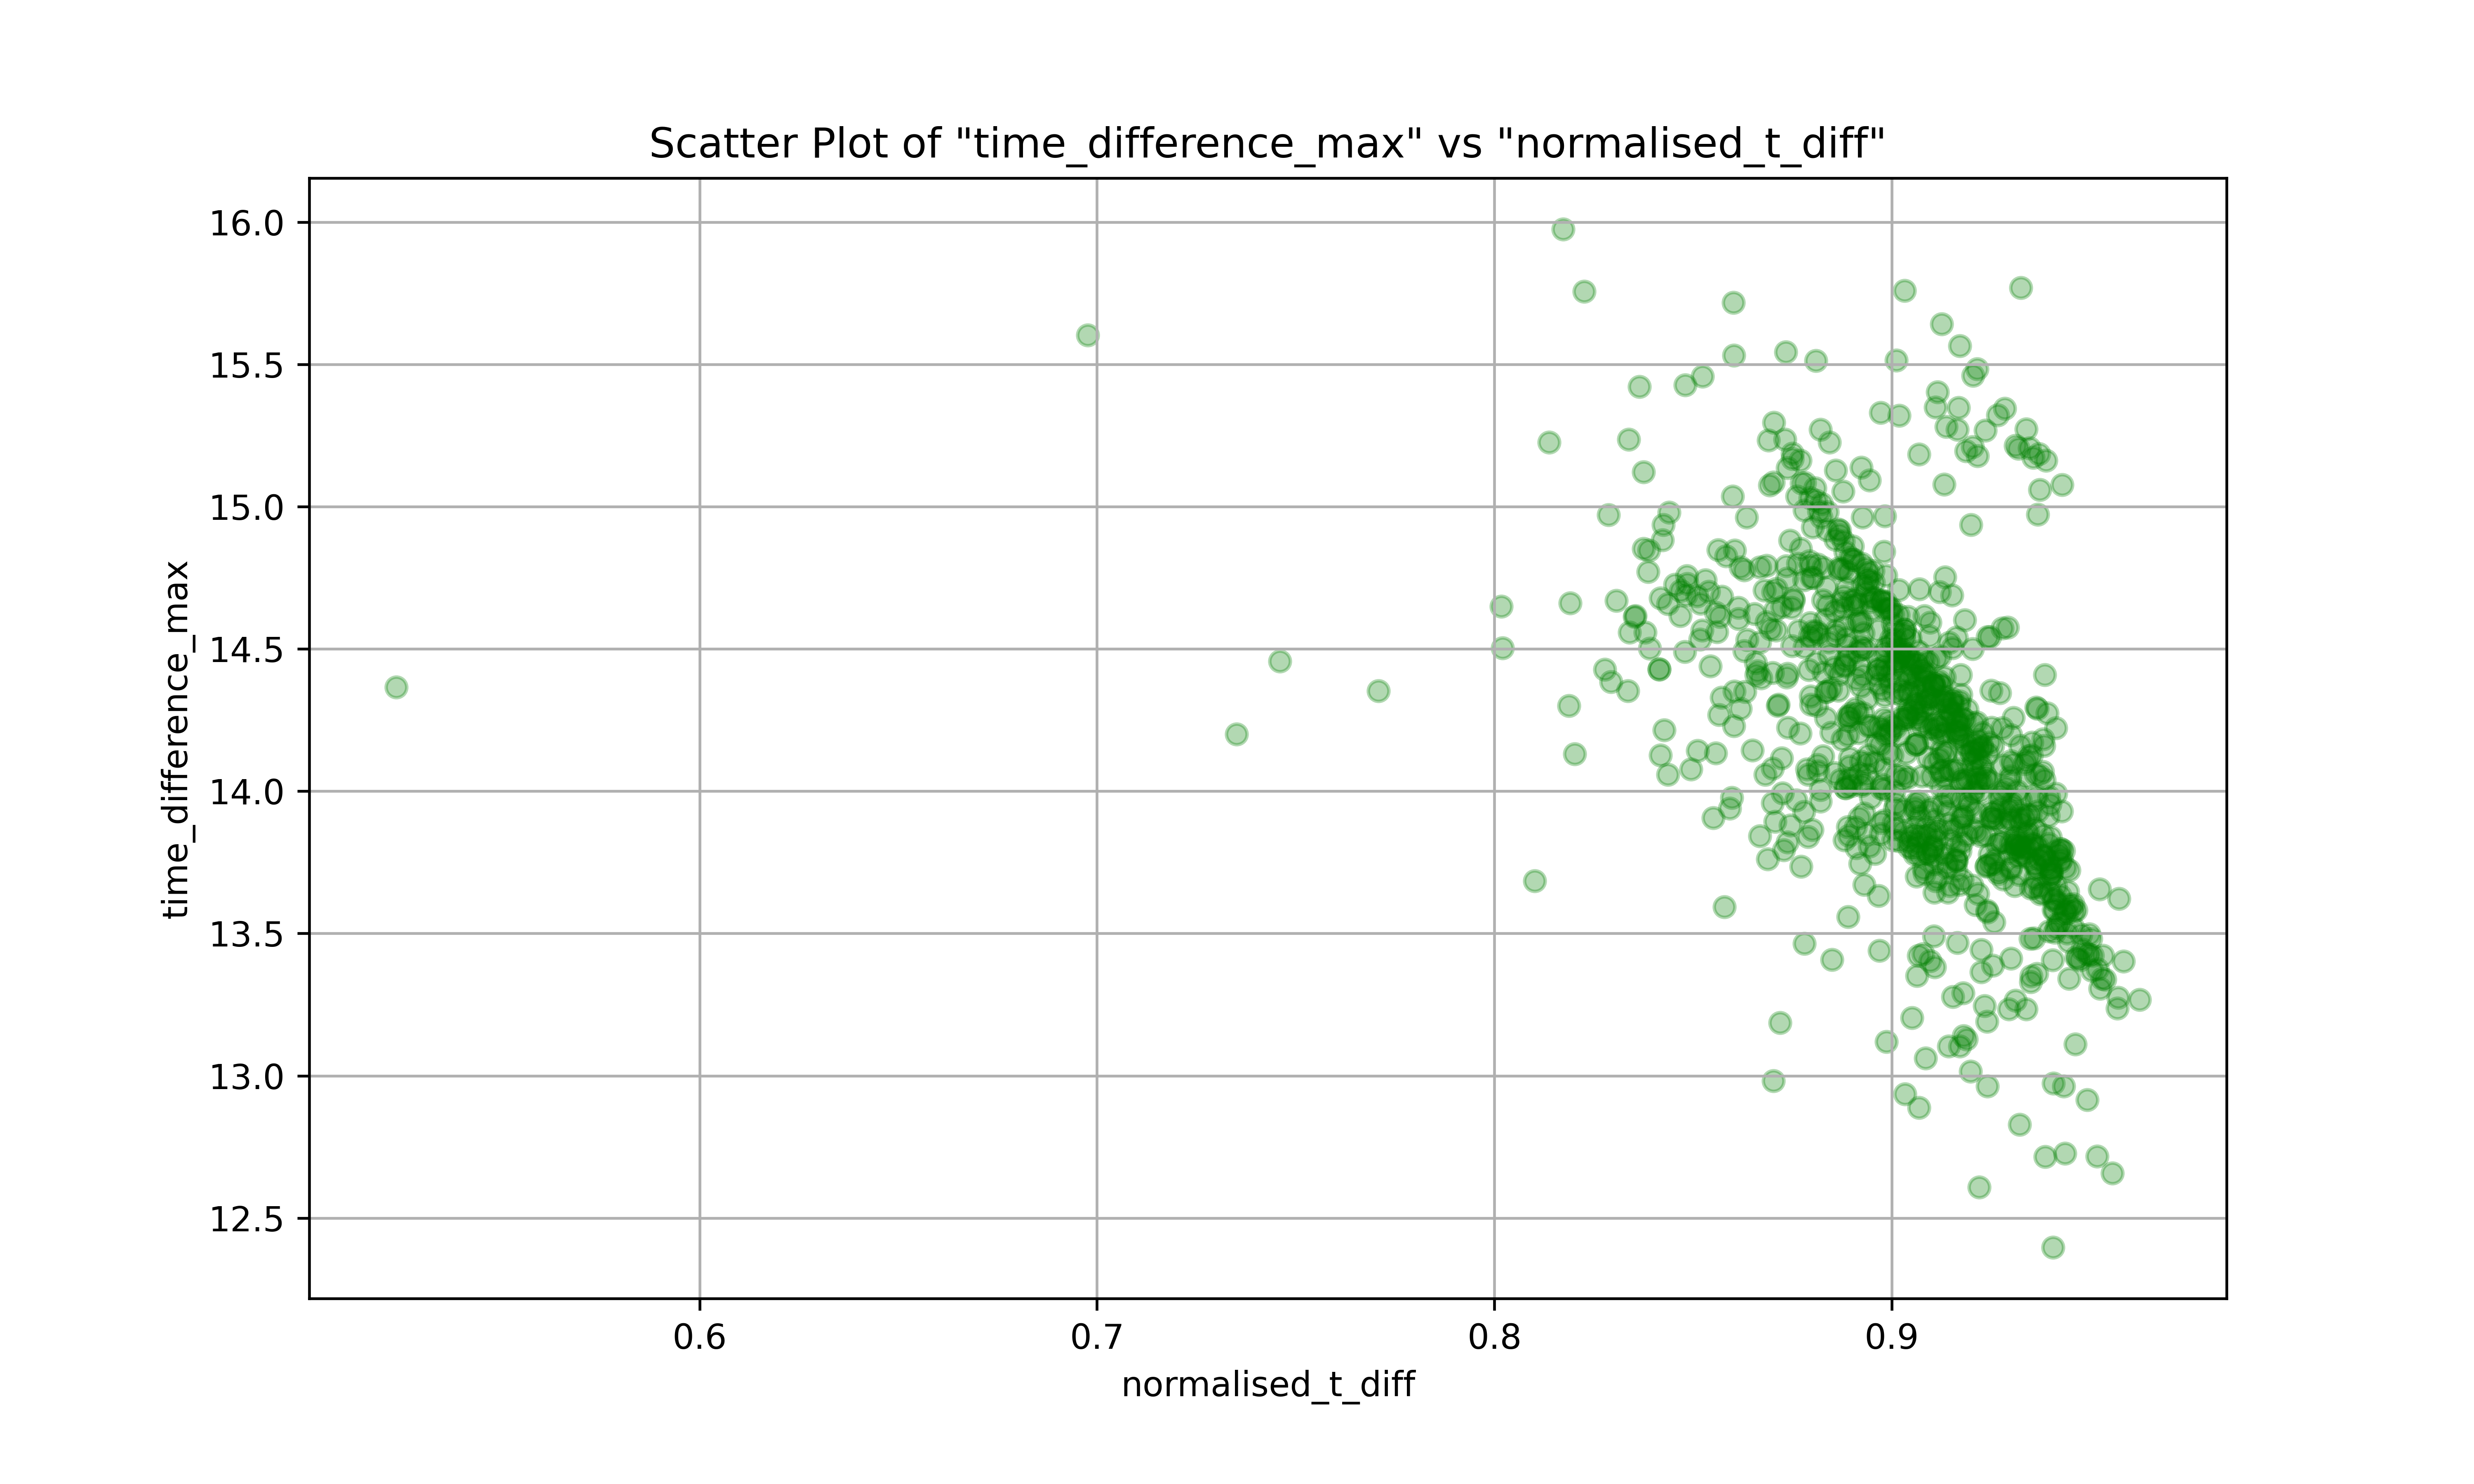 Scatter Plot of "time_difference_max" vs "normalised_t_diff"
time_difference_max
16.0
15.5
15.0
14.5
14.0
13.5
13.0
12.5
0.6 0.7 0.8 0.9
normalised_t_diff